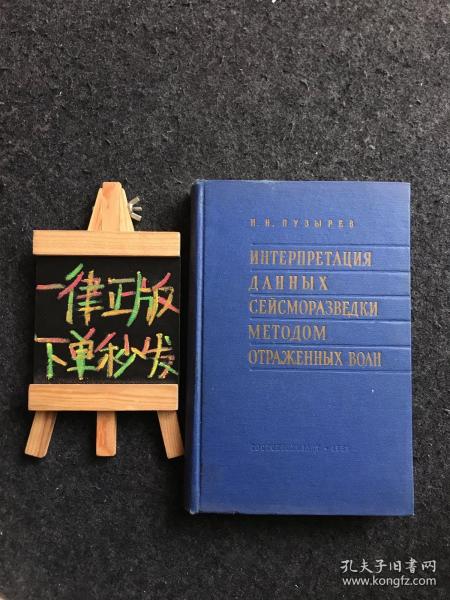 一律正版
下单秒发
Н. Н. ПУЗЫРЕВ
ИНТЕРПРЕТАЦИЯ
ДАННЫХ
СЕЙСМОРАЗВЕДКИ
МЕТОДОМ
ОТРАЖЕННЫХ ВОЛН
孔夫子旧书网
www.kongfz.com